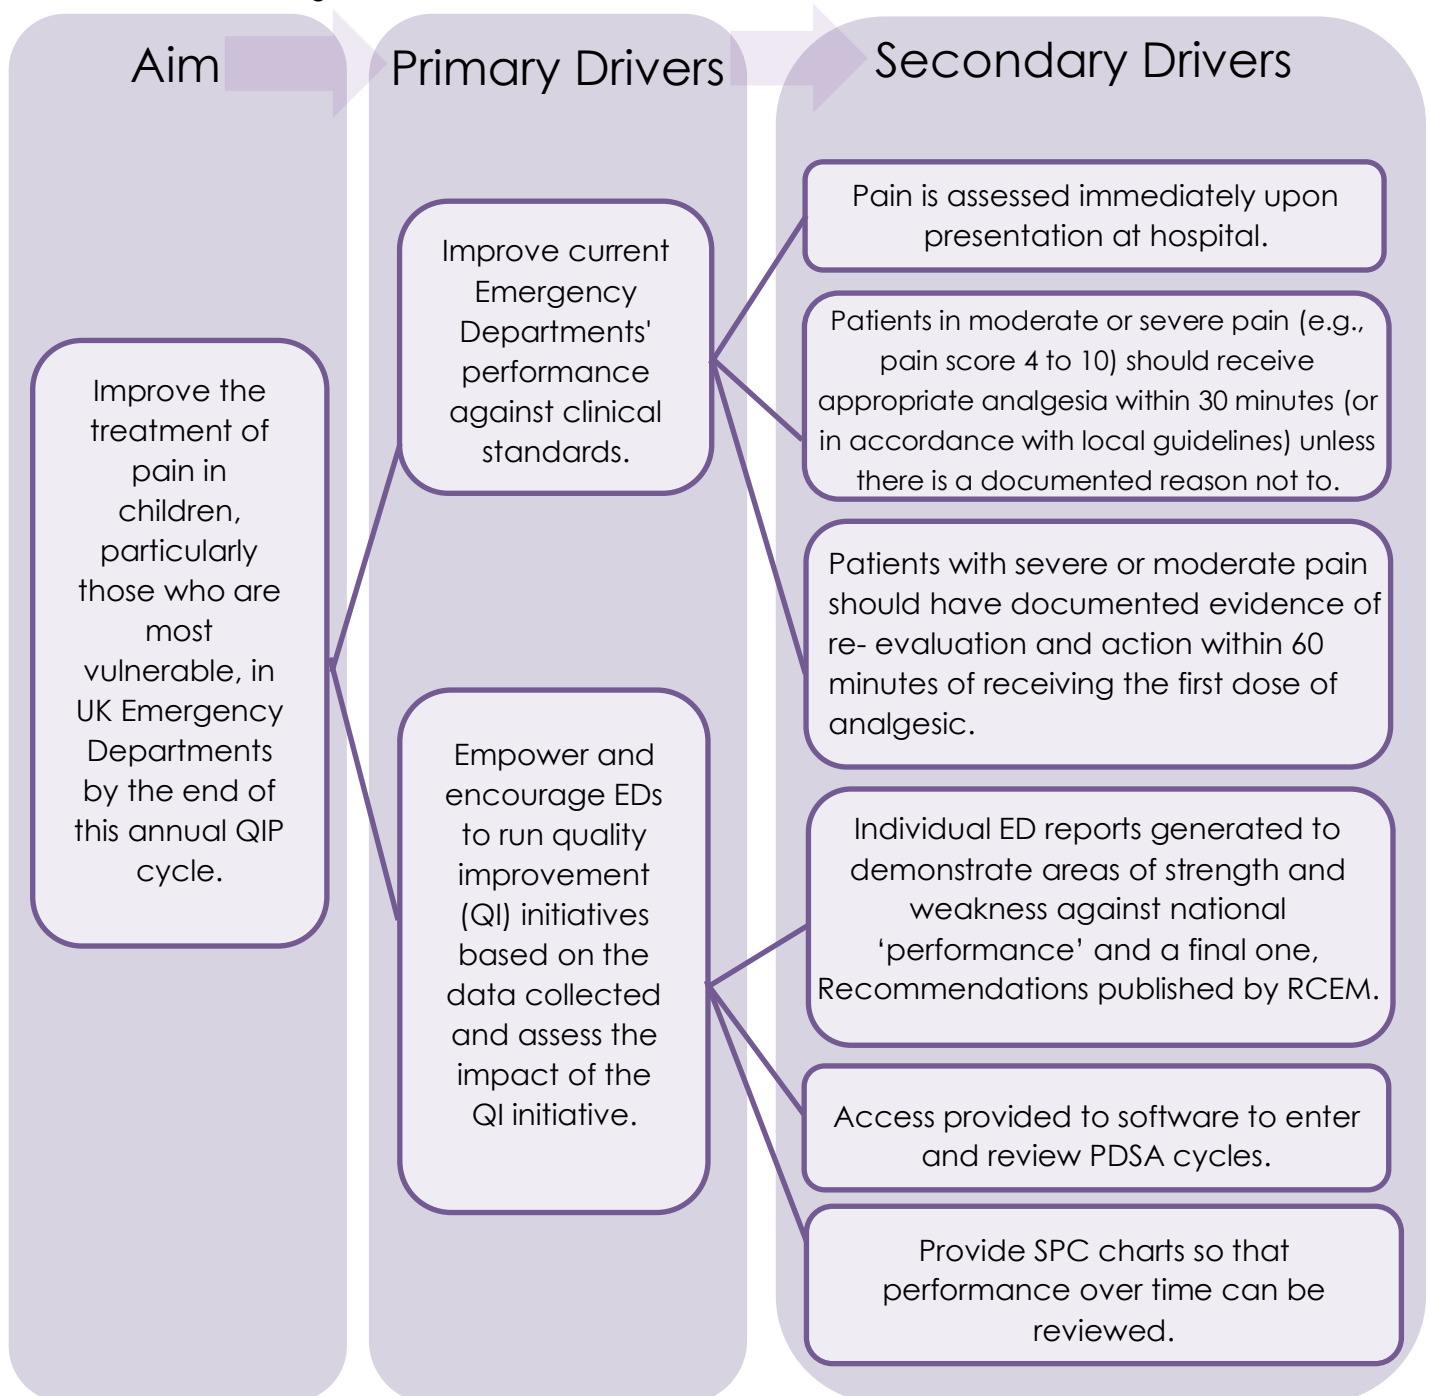 Aim
Primary Drivers
Secondary Drivers
Improve the
treatment of
pain in
children,
particularly
those who are
most
vulnerable, in
UK Emergency
Departments
by the end of
this annual QIP
cycle.
Improve current
Emergency
Departments'
performance
against clinical
standards.
Empower and
encourage EDs
to run quality
improvement
(QI) initiatives
based on the
data collected
and assess the
impact of the
QI initiative.
Pain is assessed immediately upon
presentation at hospital.
Patients in moderate or severe pain (e.g.,
pain score 4 to 10) should receive
appropriate analgesia within 30 minutes (or
in accordance with local guidelines) unless
there is a documented reason not to.
Patients with severe or moderate pain
should have documented evidence of
re- evaluation and action within 60
minutes of receiving the first dose of
analgesic.
Individual ED reports generated to
demonstrate areas of strength and
weakness against national
‘performance’ and a final one,
Recommendations published by RCEM.
Access provided to software to enter
and review PDSA cycles.
Provide SPC charts so that
performance over time can be
reviewed.